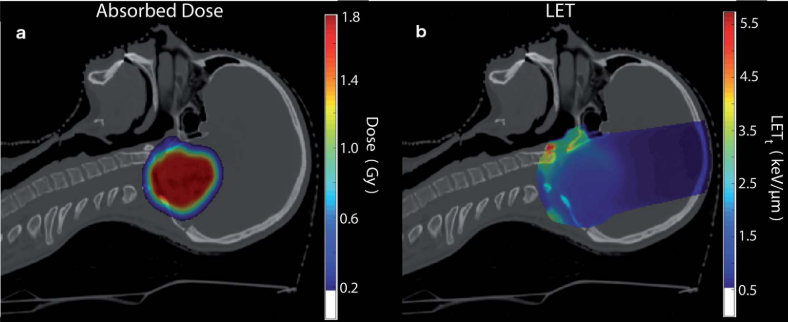 Absorbed Dose
a
1.8
1.4
1.0
0.6
0.2
Dose ( Gy)
LET
b
5.5
4.5
3.5
2.5
1.5
0.5
LETt ( keV/μm)